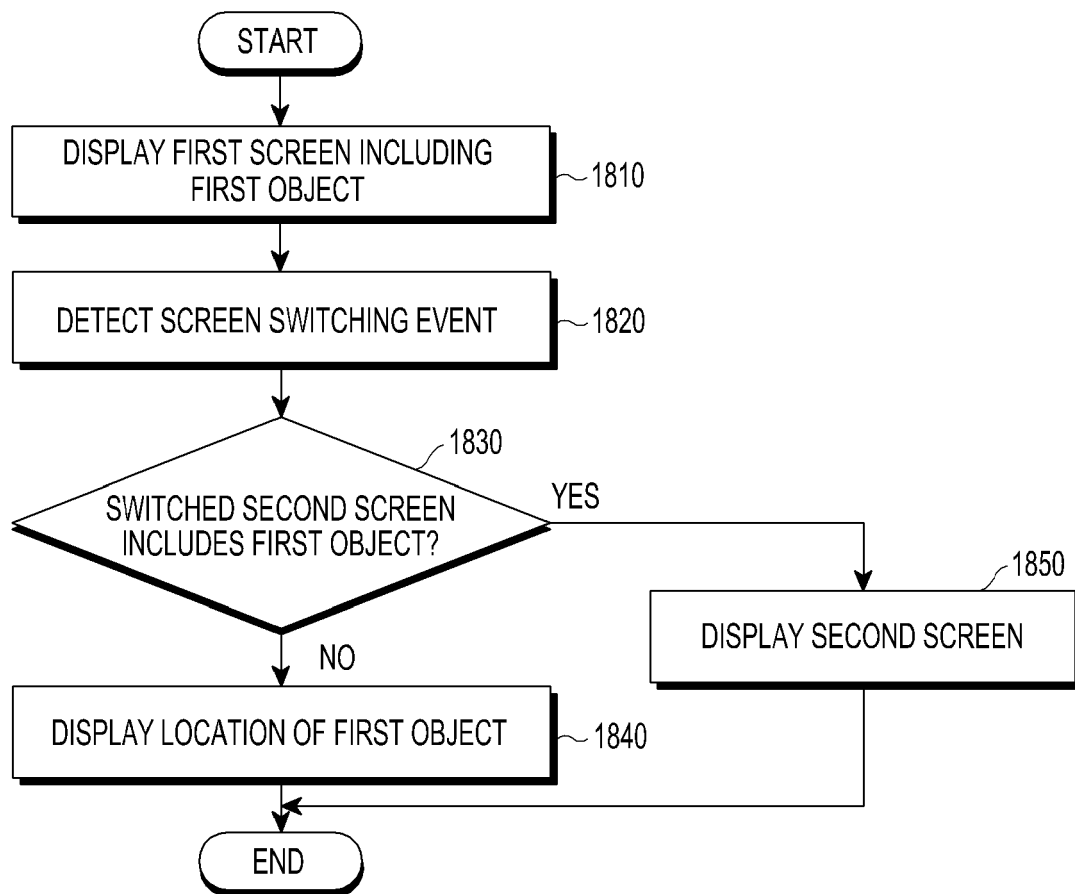 START
DISPLAY FIRST SCREEN INCLUDING
FIRST OBJECT
1810
DETECT SCREEN SWITCHING EVENT
1820
1830
SWITCHED SECOND SCREEN
INCLUDES FIRST OBJECT?
YES
1850
DISPLAY SECOND SCREEN
NO
DISPLAY LOCATION OF FIRST OBJECT
1840
END